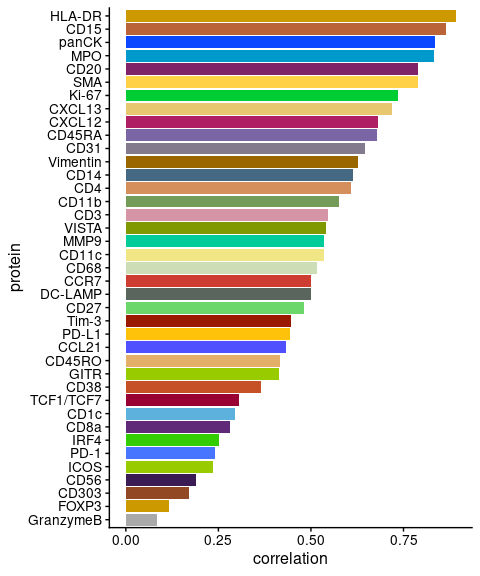 HLA-DR
CD15
panCK
MPO
CD20
SMA
Ki-67
CXCL13
CXCL12
CD45RA
CD31
Vimentin
CD14
CD4
CD11b
CD3
VISTA
MMP9
CD11c
CD68
CCR7
DC-LAMP
CD27
Tim-3
PD-L1
CCL21
CD45RO
GITR
CD38
TCF1/TCF7
CD1c
CD8a
IRF4
PD-1
ICOS
CD56
CD303
FOXP3
GranzymeB
protein
0.00 0.25 0.50 0.75
correlation